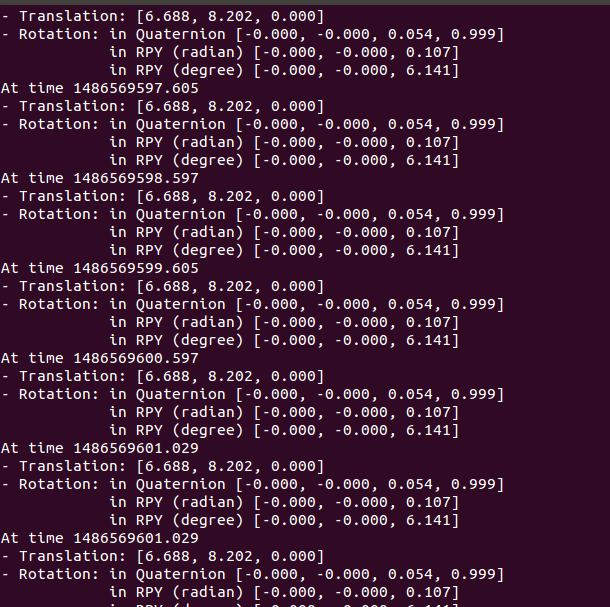 - Translation: [6.688, 8.202, 0.000]
- Rotation: in Quaternion [-0.000, -0.000, 0.054, 0.999]
            in RPY (radian) [-0.000, -0.000, 0.107]
            in RPY (degree) [-0.000, -0.000, 6.141]
At time 1486569597.605
- Translation: [6.688, 8.202, 0.000]
- Rotation: in Quaternion [-0.000, -0.000, 0.054, 0.999]
            in RPY (radian) [-0.000, -0.000, 0.107]
            in RPY (degree) [-0.000, -0.000, 6.141]
At time 1486569598.597
- Translation: [6.688, 8.202, 0.000]
- Rotation: in Quaternion [-0.000, -0.000, 0.054, 0.999]
            in RPY (radian) [-0.000, -0.000, 0.107]
            in RPY (degree) [-0.000, -0.000, 6.141]
At time 1486569599.605
- Translation: [6.688, 8.202, 0.000]
- Rotation: in Quaternion [-0.000, -0.000, 0.054, 0.999]
            in RPY (radian) [-0.000, -0.000, 0.107]
            in RPY (degree) [-0.000, -0.000, 6.141]
At time 1486569600.597
- Translation: [6.688, 8.202, 0.000]
- Rotation: in Quaternion [-0.000, -0.000, 0.054, 0.999]
            in RPY (radian) [-0.000, -0.000, 0.107]
            in RPY (degree) [-0.000, -0.000, 6.141]
At time 1486569601.029
- Translation: [6.688, 8.202, 0.000]
- Rotation: in Quaternion [-0.000, -0.000, 0.054, 0.999]
            in RPY (radian) [-0.000, -0.000, 0.107]
            in RPY (degree) [-0.000, -0.000, 6.141]
At time 1486569601.029
- Translation: [6.688, 8.202, 0.000]
- Rotation: in Quaternion [-0.000, -0.000, 0.054, 0.999]
            in RPY (radian) [-0.000, -0.000, 0.107]